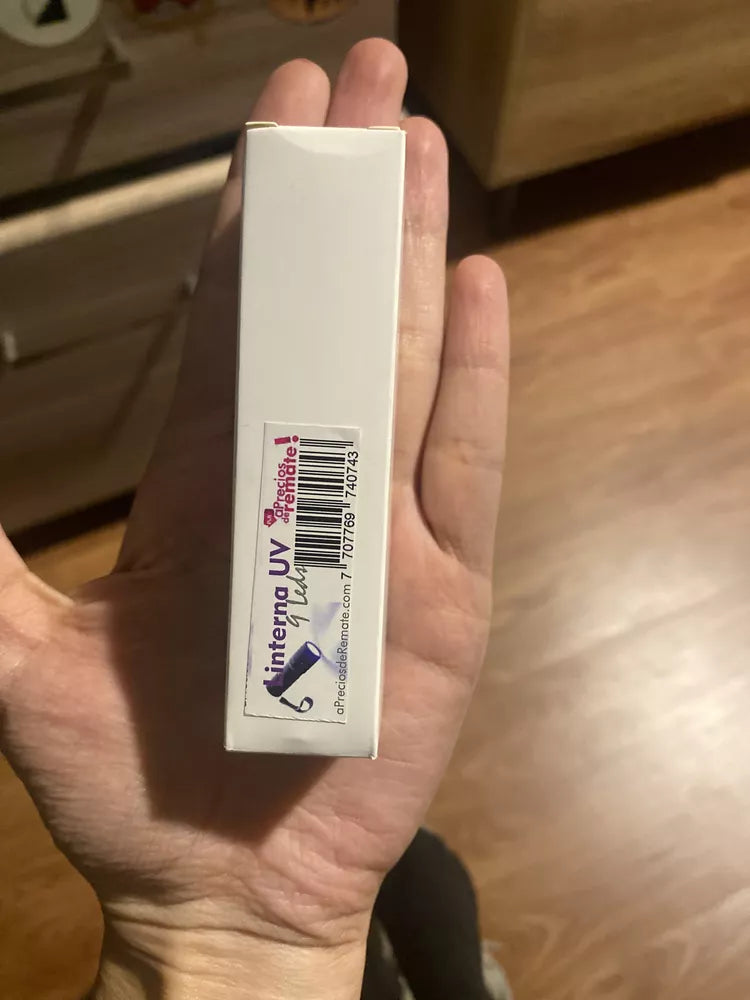 aPrecios
de remate!
Linterna UV
9 Leds
7 707769 740743
aPreciosdeRemate.com